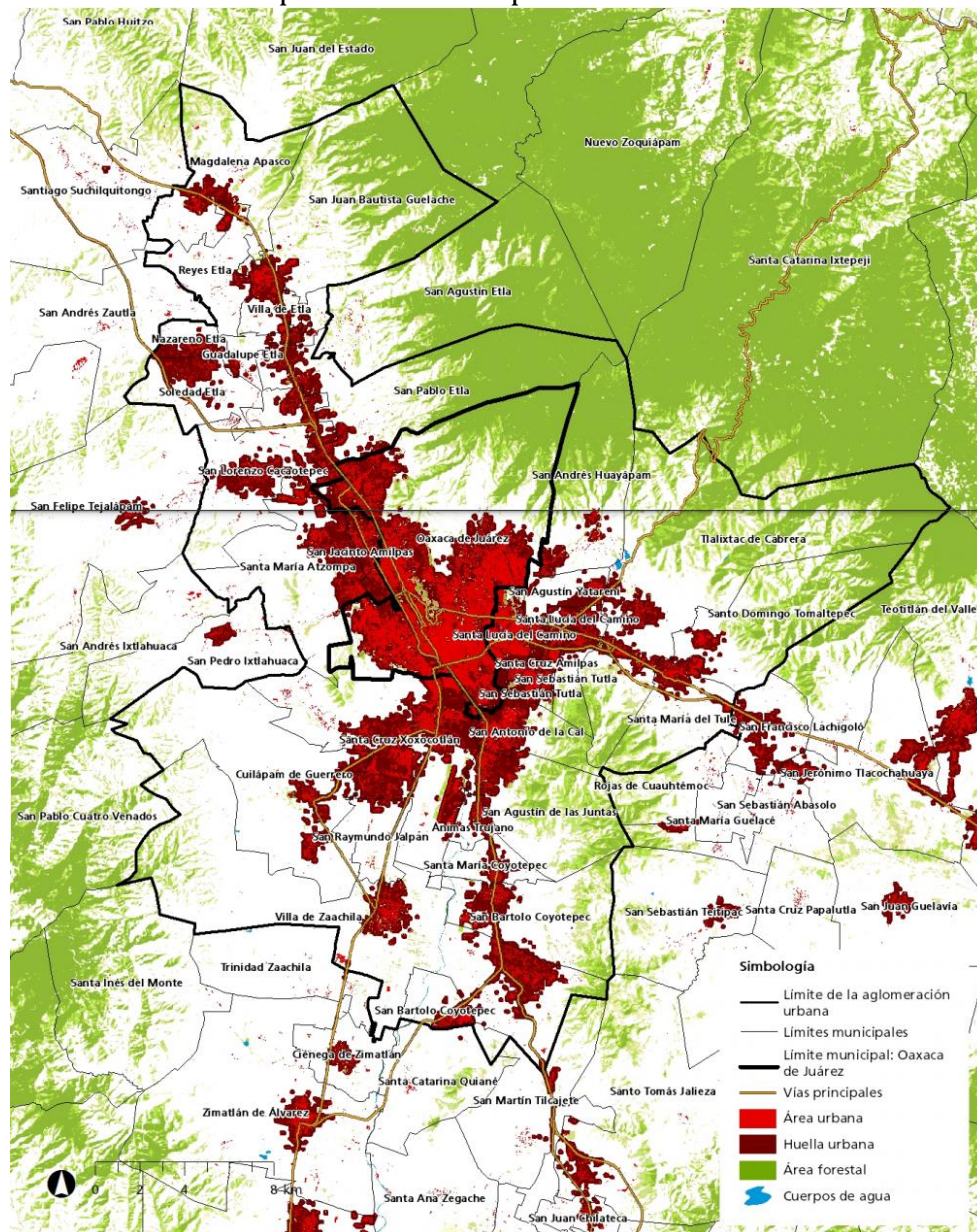 San Pablo Huitzo
San Juan del Estado
Nuevo Zoquiápam
Magdalena Apasco
Santiago Suchilquitongo
San Juan Bautista Guelache
Santa Catarina Ixtepeji
Reyes Etla
San Agustín Etla
Villa de Etla
San Andrés Zautla
Nazareno Etla
Guadalupe Etla
Soledad Etla
San Pablo Etla
San Lorenzo Cacaotepec
San Andrés Huayápam
San Felipe Tejalápam
Oaxaca de Juárez
Tlalixtac de Cabrera
San Jacinto Amilpas
Santa María Atzompa
San Agustín Yatareni
Santo Domingo Tomaltepec
Teotitlán del Valle
Santa Lucía del Camino
Santa Lucía del Camino
San Andrés Ixtlahuaca
San Pedro Ixtlahuaca
Santa Cruz Amilpas
San Sebastián Tutla
San Sebastián Tutla
Santa María del Tule
San Francisco Lachigoló
San Antonio de la Cal
Santa Cruz Xoxocotlán
Cuilápam de Guerrero
San Jerónimo Tlacochahuaya
Rojas de Cuauhtémoc
San Sebastián Abasolo
San Pablo Cuatro Venados
San Agustín de las Juntas
Santa María Guelacé
Ánimas Trujano
San Raymundo Jalpan
Santa María Coyotepec
Villa de Zaachila
San Bartolo Coyotepec
San Sebastián Teitipac
Santa Cruz Papalutla
San Juan Guelavía
Trinidad Zaachila
Santa Inés del Monte
San Bartolo Coyotepec
Ciénega de Zimatlán
Santa Catarina Quiané
San Martín Tilcajete
Santo Tomás Jalieza
Zimatlán de Álvarez
Santa Ana Zegache
San Juan Chilateca
0 2 4 8 km
Simbología
Límite de la aglomeración
urbana
Límites municipales
Límite municipal: Oaxaca
de Juárez
Vías principales
Área urbana
Huella urbana
Área forestal
Cuerpos de agua